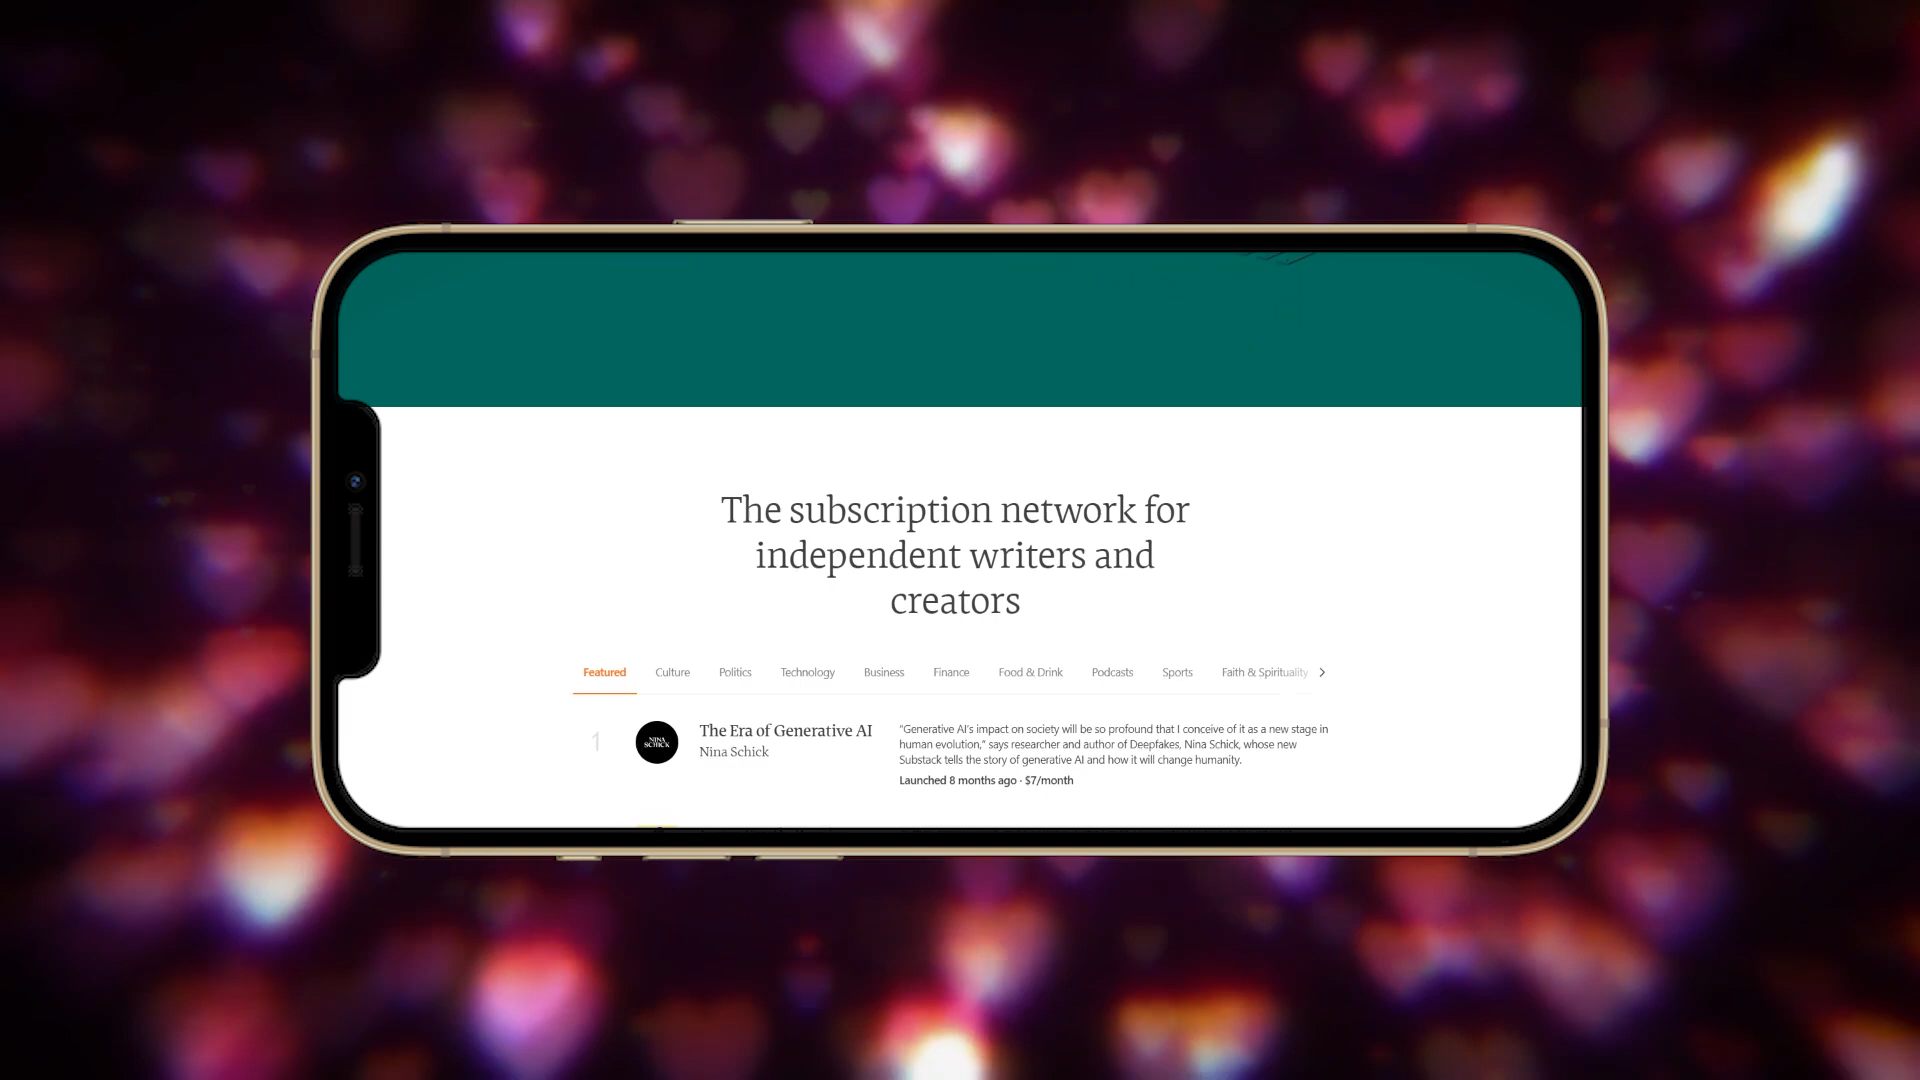 The subscription network for
independent writers and
creators
Featured Culture Politics Technology Business Finance Food & Drink Podcasts Sports Faith & Spirituality
1
NINA
SCHICK
The Era of Generative AI
Nina Schick
"Generative AI's impact on society will be so profound that I conceive of it as a new stage in
human evolution," says researcher and author of Deepfakes, Nina Schick, whose new
Substack tells the story of generative AI and how it will change humanity.
Launched 8 months ago · $7/month